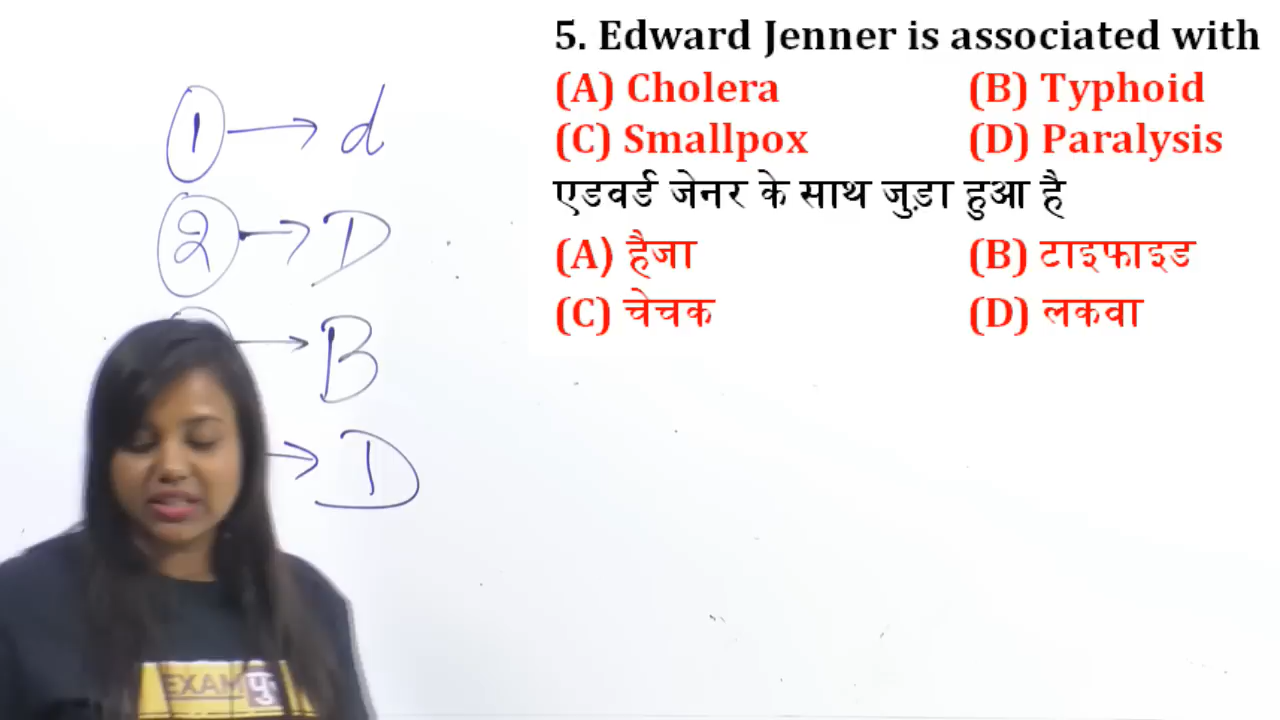 5. Edward Jenner is associated with
(A) Cholera (B) Typhoid
(C) Smallpox (D) Paralysis
एडवर्ड जेनर के साथ जुड़ा हुआ है
(A) हैजा (B) टाइफाइड
(C) चेचक (D) लकवा
1 → d
2 → D
→ B
→ D
EXAM